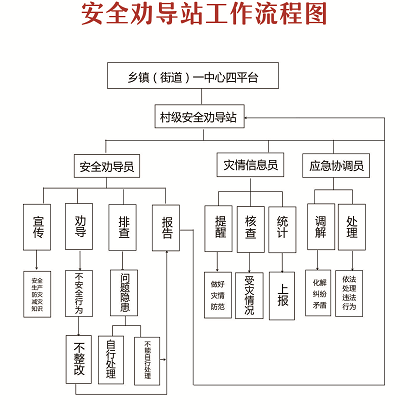 安全劝导站工作流程图
乡镇（街道）一中心四平台
村级安全劝导站
安全劝导员
灾情信息员
应急协调员
宣传
劝导
排查
报告
提醒
核查
统计
调解
处理
安全
生产
防灾
减灾
知识
不安全行为
问题隐患
做好
灾情
防范
受灾情况
上报
化解
纠纷
矛盾
依法
处理
违法
行为
不整改
自行处理
不能自行处理